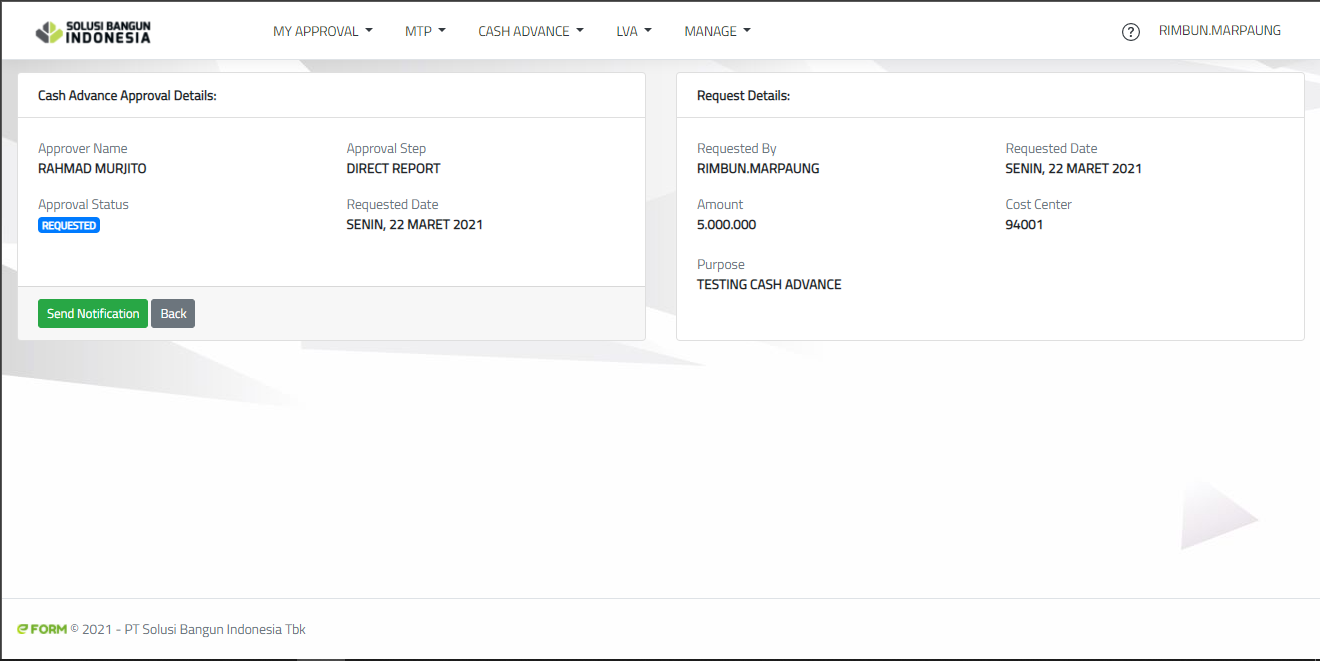 SOLUSI BANGUN
INDONESIA
MY APPROVAL MTP CASH ADVANCE LVA MANAGE ? RIMBUN.MARPAUNG
Cash Advance Approval Details:
Approver Name Approval Step
RAHMAD MURJITO DIRECT REPORT
Approval Status Requested Date
REQUESTED SENIN, 22 MARET 2021
Send Notification Back
Request Details:
Requested By Requested Date
RIMBUN.MARPAUNG SENIN, 22 MARET 2021
Amount Cost Center
5.000.000 94001
Purpose
TESTING CASH ADVANCE
e FORM © 2021 - PT Solusi Bangun Indonesia Tbk